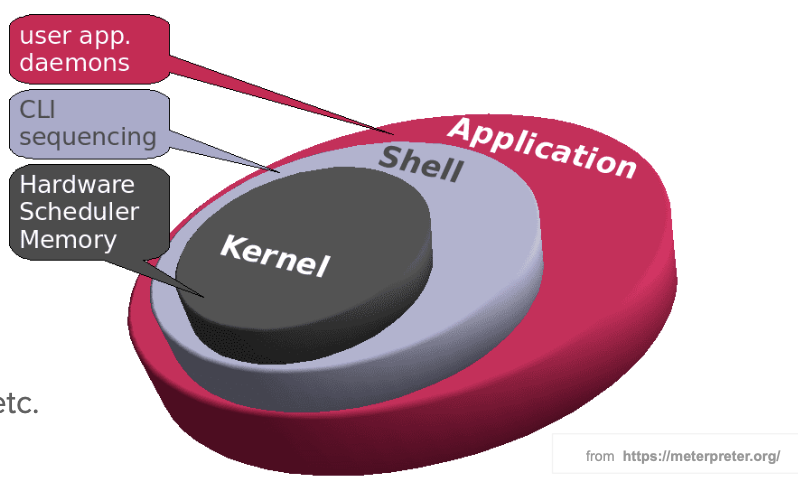 user app.
daemons
CLI
sequencing
Hardware
Scheduler
Memory
Application
Shell
Kernel
etc.
from https://meterpreter.org/